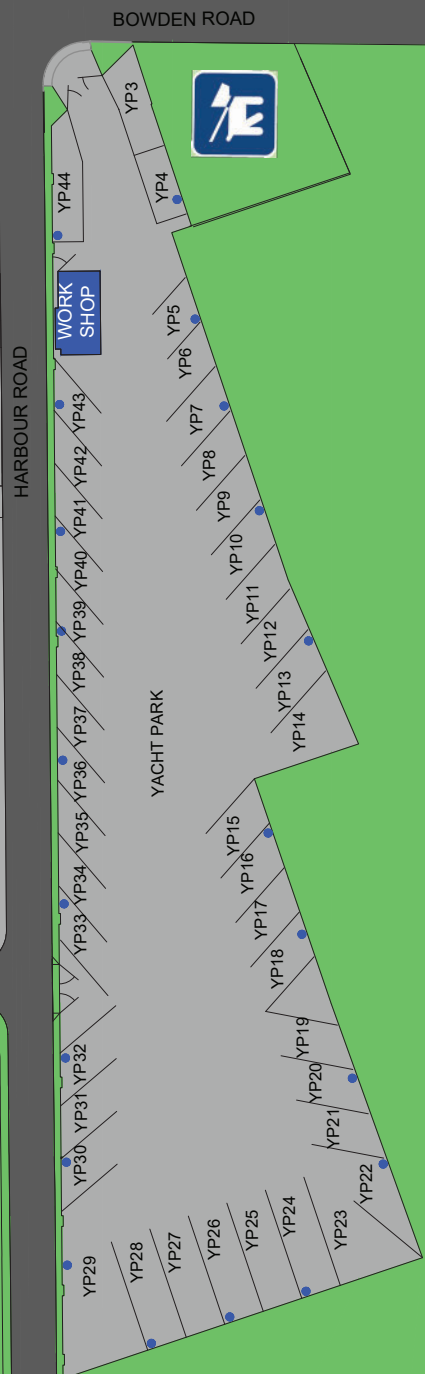 BOWDEN ROAD
YP3
YP4
YP44
WORK
SHOP
HARBOUR ROAD
YP5
YP6
YP7
YP8
YP9
YP10
YP11
YP12
YP13
YP14
YP43
YP42
YP41
YP40
YP39
YP38
YP37
YP36
YP35
YP34
YP33
YACHT PARK
YP15
YP16
YP17
YP18
YP19
YP20
YP21
YP22
YP32
YP31
YP30
YP29
YP28
YP27
YP26
YP25
YP24
YP23